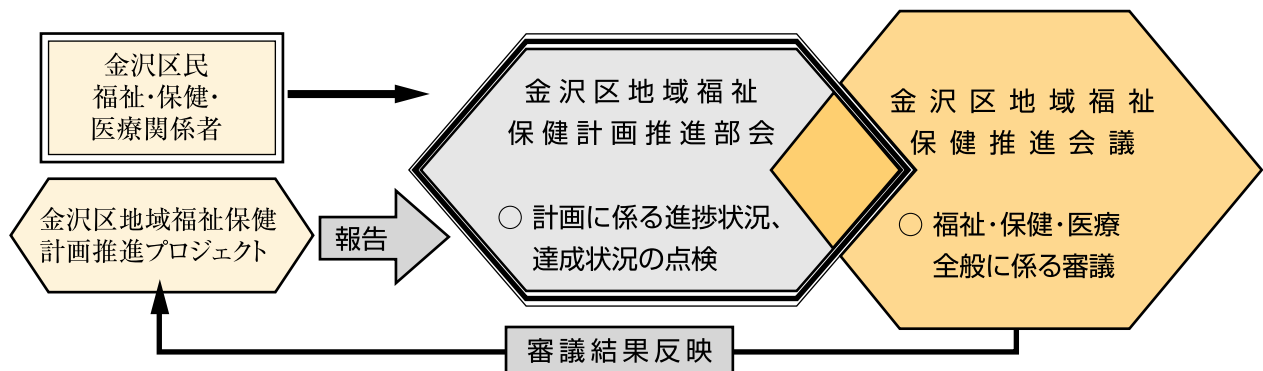 金沢区民
福祉・保健・
医療関係者
金沢区地域福祉保健
計画推進プロジェクト
報告
金沢区地域福祉
保健計画推進部会
○ 計画に係る進捗状況、
達成状況の点検
金沢区地域福祉
保健推進会議
○ 福祉・保健・医療
全般に係る審議
審議結果反映